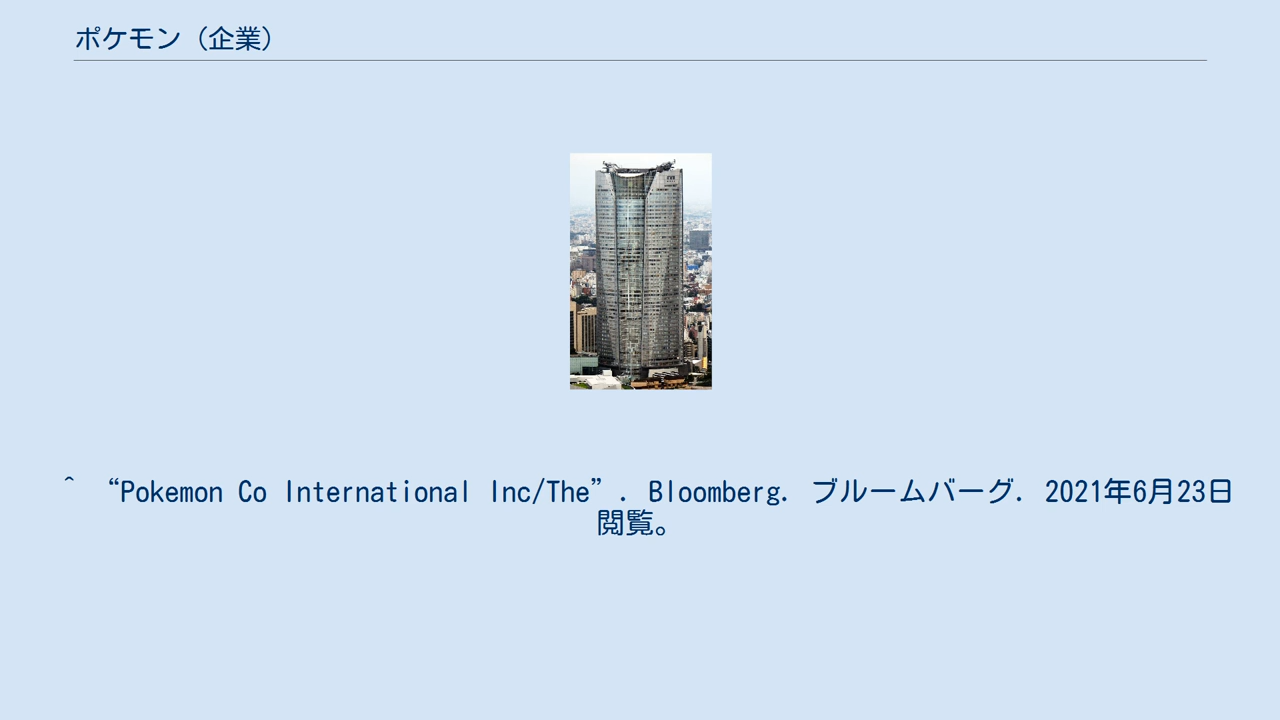 ポケモン（企業）
^ “Pokemon Co International Inc/The”. Bloomberg. ブルームバーグ. 2021年6月23日
閲覧。